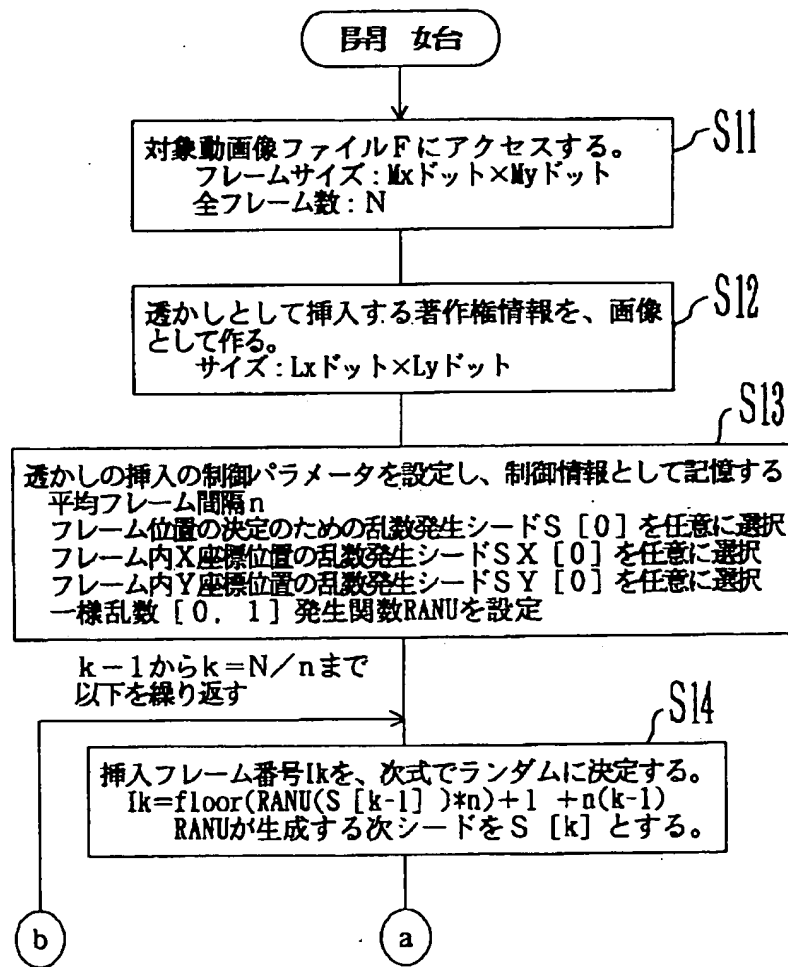 開 始
S11
対象動画像ファイルFにアクセスする。
フレームサイズ:Mxドット×Myドット
全フレーム数:N
S12
透かしとして挿入する著作権情報を、画像
として作る。
サイズ:Lxドット×Lyドット
S13
透かしの挿入の制御パラメータを設定し、制御情報として記憶する
平均フレーム間隔n
フレーム位置の決定のための乱数発生シードS[0]を任意に選択
フレーム内X座標位置の乱数発生シードSX[0]を任意に選択
フレーム内Y座標位置の乱数発生シードSY[0]を任意に選択
一様乱数[0,1]発生関数RANUを設定
k-1からk=N/nまで
以下を繰り返す
S14
挿入フレーム番号Ikを、次式でランダムに決定する。
Ik=floor(RANU(S[k-1])*n)+1 +n(k-1)
RANUが生成する次シードをS[k]とする。
b
a